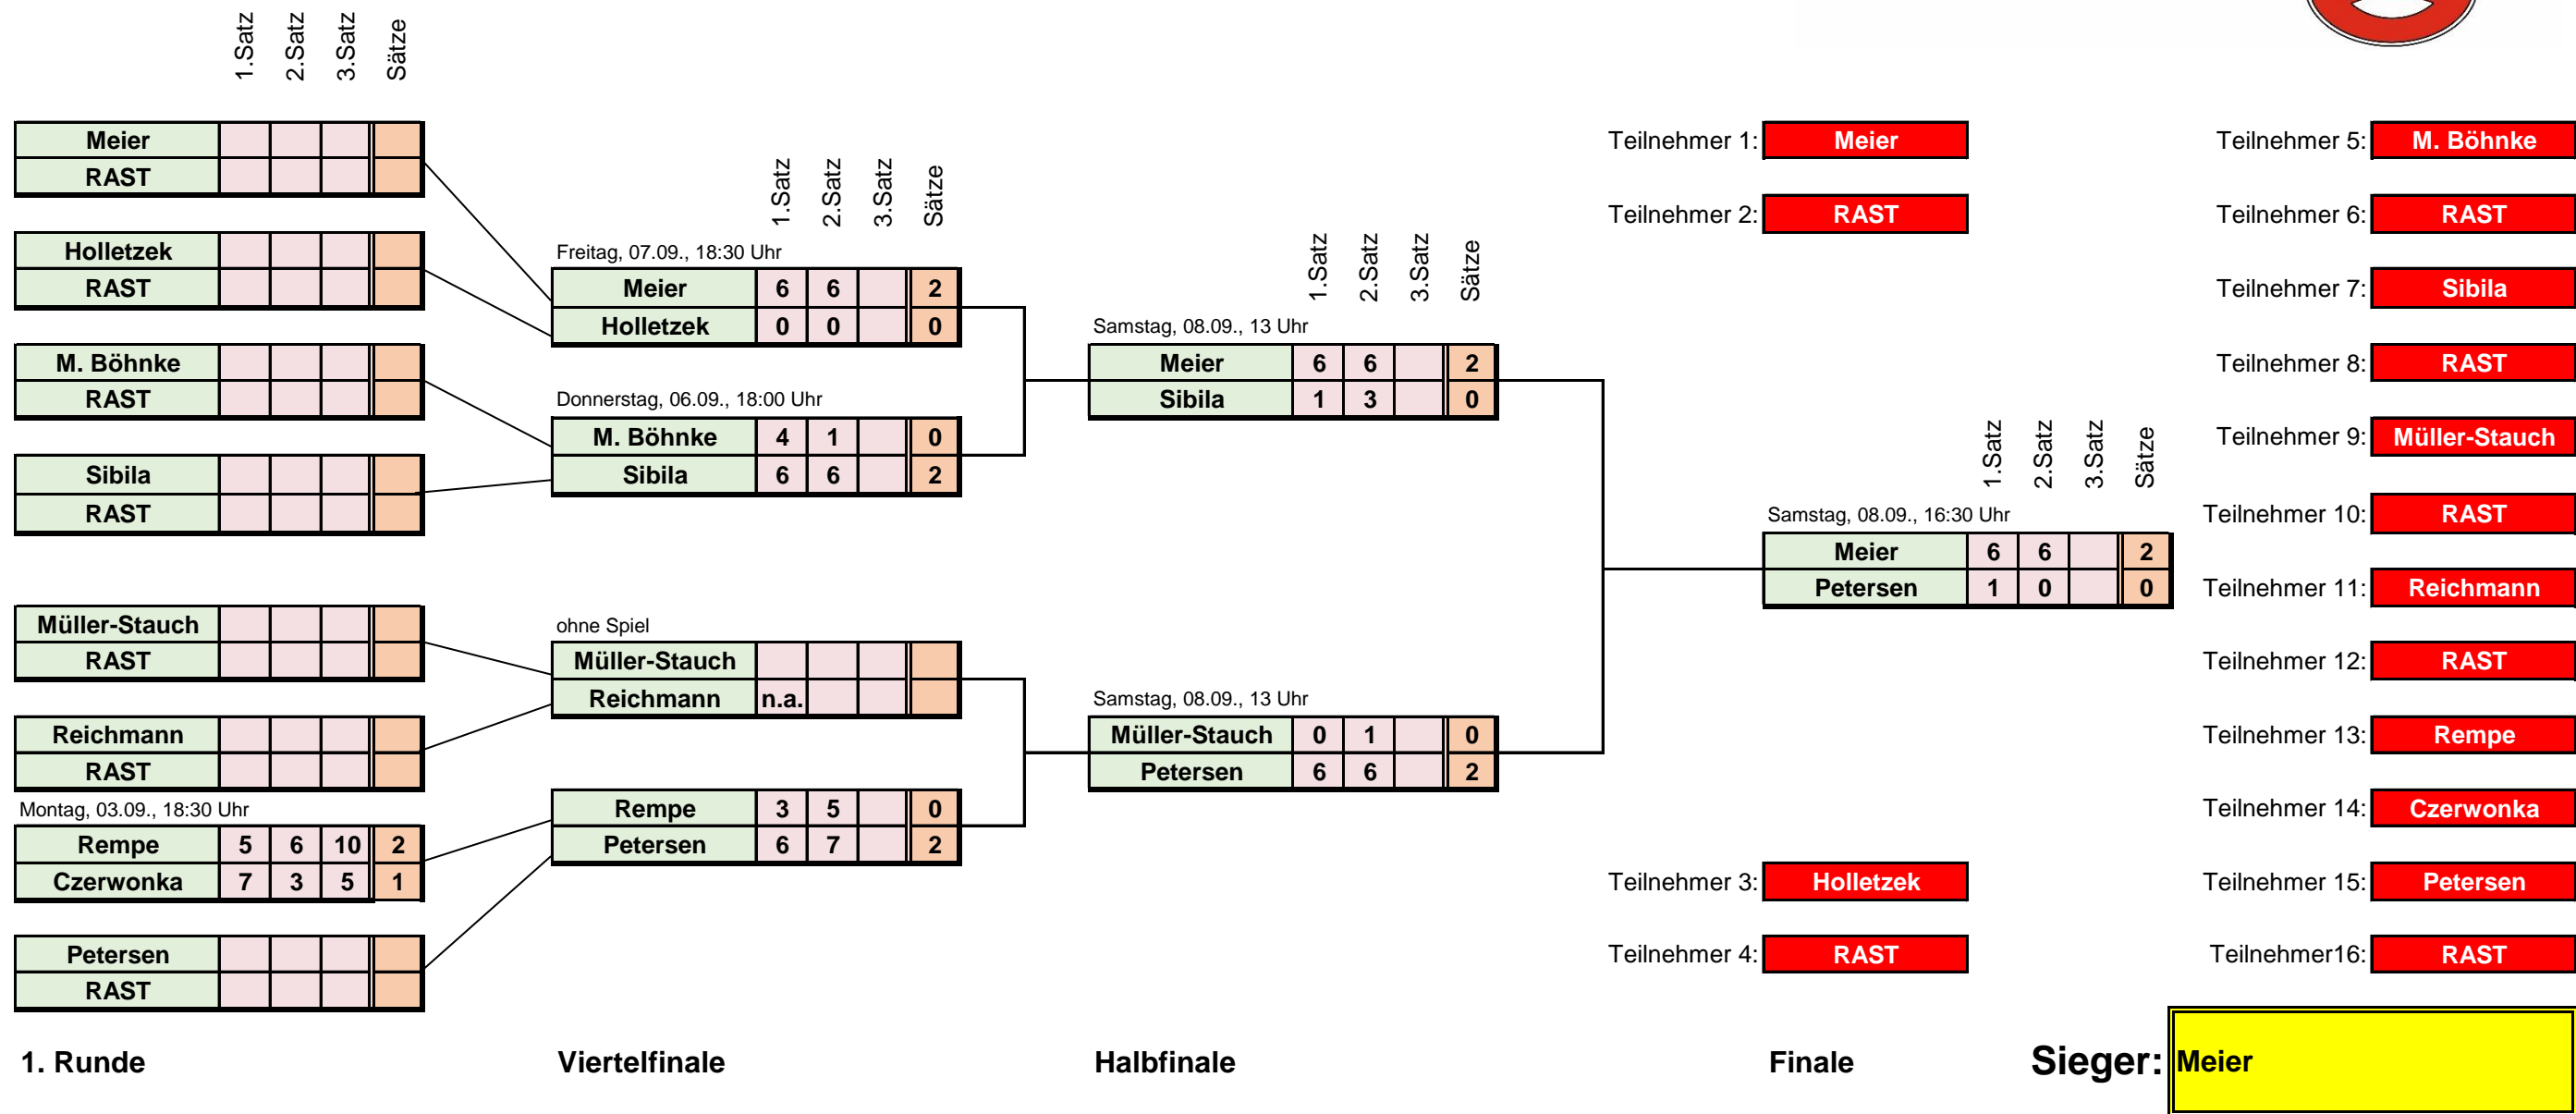 1.Satz 2.Satz 3.Satz Sätze
Meier
RAST
Holletzek
RAST
M. Böhnke
RAST
Sibila
RAST
Müller-Stauch
RAST
Reichmann
RAST
Montag, 03.09., 18:30 Uhr
Rempe 5 6 10 2
Czerwonka 7 3 5 1
Petersen
RAST
1. Runde
1.Satz 2.Satz 3.Satz Sätze
Freitag, 07.09., 18:30 Uhr
Meier 6 6 2
Holletzek 0 0 0
Donnerstag, 06.09., 18:00 Uhr
M. Böhnke 4 1 0
Sibila 6 6 2
ohne Spiel
Müller-Stauch
Reichmann n.a.
Rempe 3 5 0
Petersen 6 7 2
Viertelfinale
1.Satz 2.Satz 3.Satz Sätze
Samstag, 08.09., 13 Uhr
Meier 6 6 2
Sibila 1 3 0
Samstag, 08.09., 13 Uhr
Müller-Stauch 0 1 0
Petersen 6 6 2
Halbfinale
Teilnehmer 1: Meier
Teilnehmer 2: RAST
1.Satz 2.Satz 3.Satz Sätze
Samstag, 08.09., 16:30 Uhr
Meier 6 6 2
Petersen 1 0 0
Teilnehmer 3: Holletzek
Teilnehmer 4: RAST
Finale
Teilnehmer 5: M. Böhnke
Teilnehmer 6: RAST
Teilnehmer 7: Sibila
Teilnehmer 8: RAST
Teilnehmer 9: Müller-Stauch
Teilnehmer 10: RAST
Teilnehmer 11: Reichmann
Teilnehmer 12: RAST
Teilnehmer 13: Rempe
Teilnehmer 14: Czerwonka
Teilnehmer 15: Petersen
Teilnehmer16: RAST
Sieger: Meier